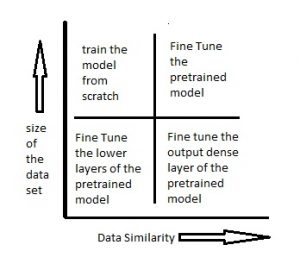 train the
model
from
scratch
Fine Tune
the
pretrained
model
size
of
the
data
set
Fine Tune
the lower
layers of the
pretrained
model
Fine tune the
output dense
layer of the
pretrained
model
Data Similarity